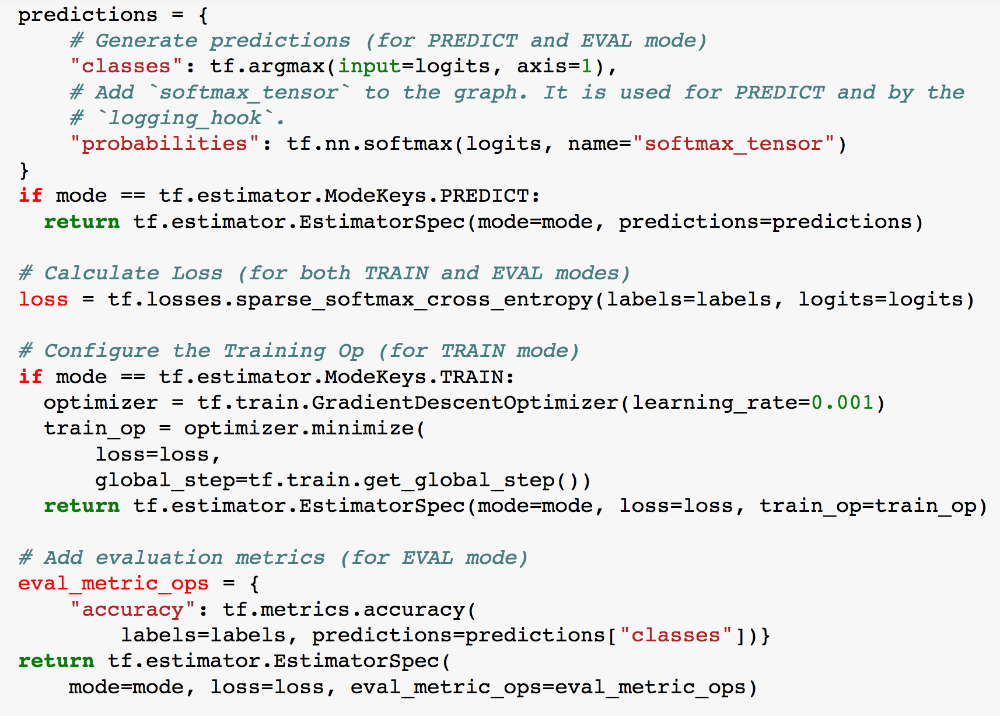 predictions = {
    # Generate predictions (for PREDICT and EVAL mode)
    "classes": tf.argmax(input=logits, axis=1),
    # Add `softmax_tensor` to the graph. It is used for PREDICT and by the
    # `logging_hook`.
    "probabilities": tf.nn.softmax(logits, name="softmax_tensor")
}
if mode == tf.estimator.ModeKeys.PREDICT:
  return tf.estimator.EstimatorSpec(mode=mode, predictions=predictions)

# Calculate Loss (for both TRAIN and EVAL modes)
loss = tf.losses.sparse_softmax_cross_entropy(labels=labels, logits=logits)

# Configure the Training Op (for TRAIN mode)
if mode == tf.estimator.ModeKeys.TRAIN:
  optimizer = tf.train.GradientDescentOptimizer(learning_rate=0.001)
  train_op = optimizer.minimize(
      loss=loss,
      global_step=tf.train.get_global_step())
  return tf.estimator.EstimatorSpec(mode=mode, loss=loss, train_op=train_op)

# Add evaluation metrics (for EVAL mode)
eval_metric_ops = {
    "accuracy": tf.metrics.accuracy(
        labels=labels, predictions=predictions["classes"])}
return tf.estimator.EstimatorSpec(
    mode=mode, loss=loss, eval_metric_ops=eval_metric_ops)